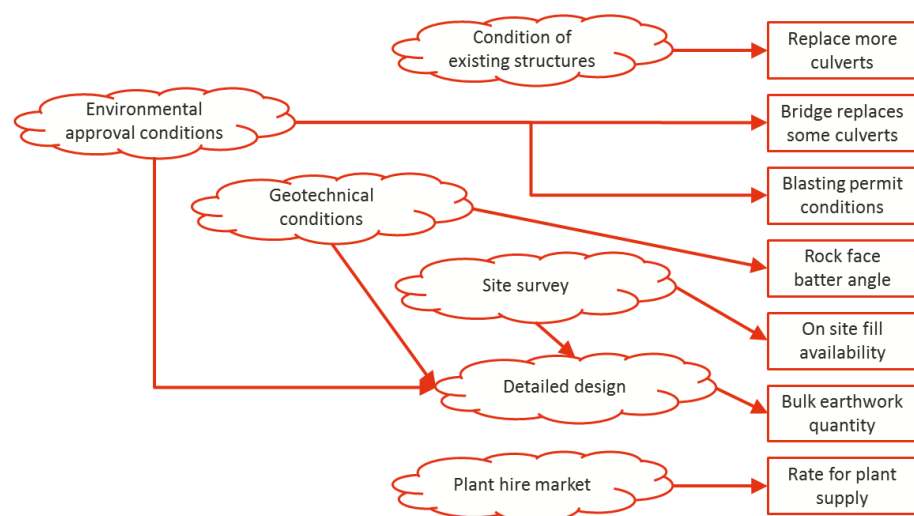 Condition of
existing structures
Replace more
culverts
Environmental
approval conditions
Bridge replaces
some culverts
Geotechnical
conditions
Blasting permit
conditions
Rock face
batter angle
Site survey
On site fill
availability
Detailed design
Bulk earthwork
quantity
Plant hire market
Rate for plant
supply